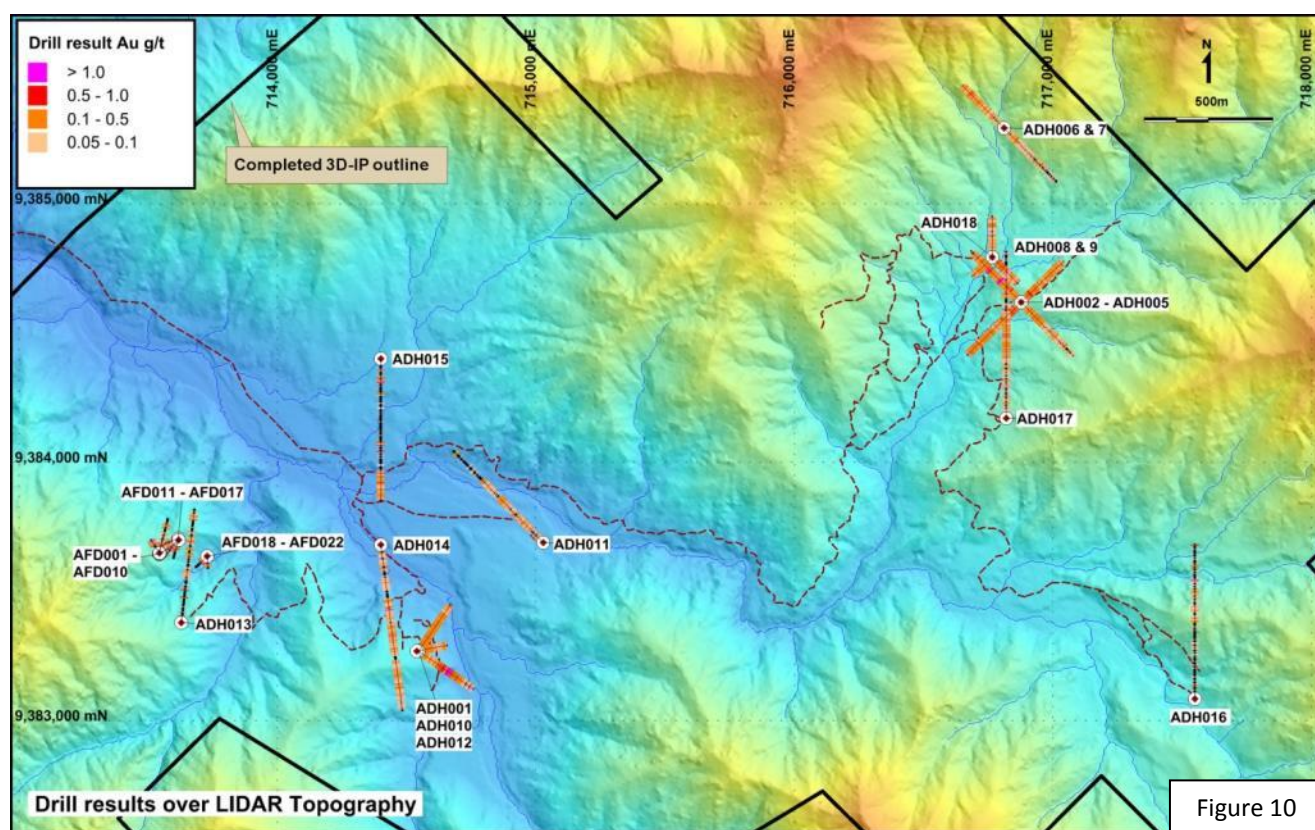 Drill result Au g/t
> 1.0
0.5 - 1.0
0.1 - 0.5
0.05 - 0.1
714,000 mE
715,000 mE
716,000 mE
717,000 mE
718,000 mE
N
500m
Completed 3D-IP outline
ADH006 & 7
9,385,000 mN
ADH018
ADH008 & 9
ADH002 - ADH005
ADH015
ADH017
9,384,000 mN
AFD011 - AFD017
AFD018 - AFD022
AFD001 -
AFD010
ADH014
ADH011
ADH013
ADH001
ADH010
ADH012
9,383,000 mN
ADH016
Drill results over LIDAR Topography
Figure 10